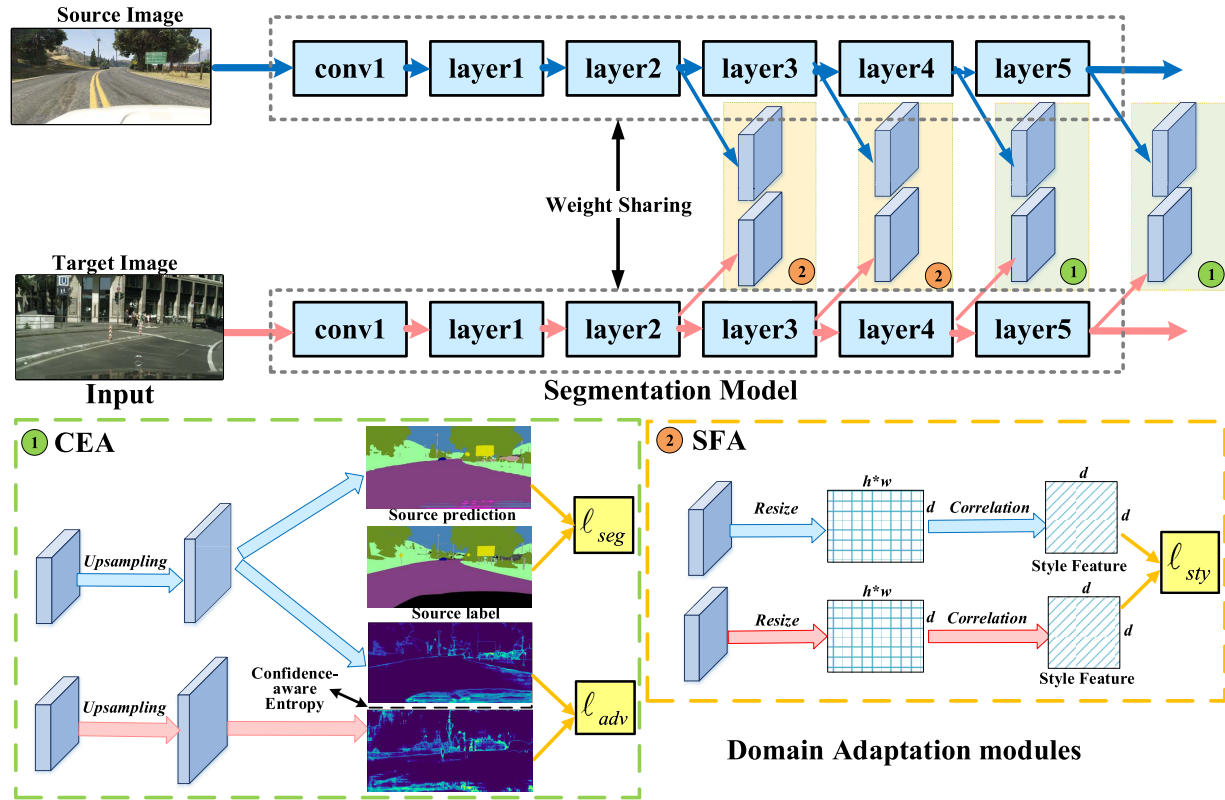 Source Image
conv1 layer1 layer2 layer3 layer4 layer5
Weight Sharing
Target Image
2 2 1 1
conv1 layer1 layer2 layer3 layer4 layer5
Input
Segmentation Model
1 CEA
Upsampling
Source prediction
ℓ seg
Source label
Upsampling
Confidence-
aware
Entropy
ℓ adv
2 SFA
h*w
d
Resize
d
Correlation
d
Style Feature
ℓ sty
h*w
d
Resize
d
Correlation
d
Style Feature
Domain Adaptation modules